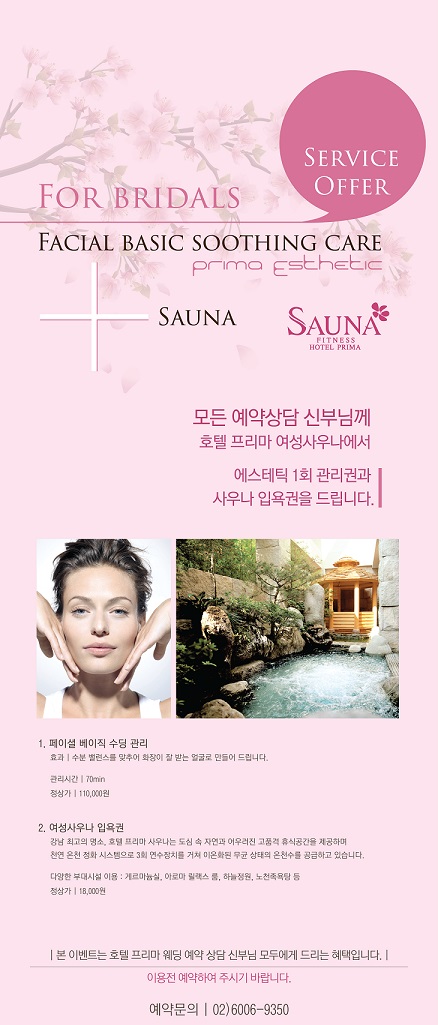 SERVICE
OFFER
FOR BRIDALS
FACIAL BASIC SOOTHING CARE
prima Esthetic
SAUNA
SAUNA
FITNESS
HOTEL PRIMA
모든 예약상담 신부님께
호텔 프리마 여성사우나에서
에스테틱 1회 관리권과
사우나 입욕권을 드립니다.
1. 페이셜 베이직 수딩 관리
효과 | 수분 밸런스를 맞추어 화장이 잘 받는 얼굴로 만들어 드립니다.
관리시간 | 70min
정상가 | 110,000원
2. 여성사우나 입욕권
강남 최고의 명소, 호텔 프리마 사우나는 도심 속 자연과 어우러진 고품격 휴식공간을 제공하며
천연 온천 정화 시스템으로 3회 연수장치를 거쳐 이온화된 무균 상태의 온천수를 공급하고 있습니다.
다양한 부대시설 이용 : 게르마늄실, 아로마 릴랙스 룸, 하늘정원, 노천족욕탕 등
정상가 | 18,000원
| 본 이벤트는 호텔 프리마 웨딩 예약 상담 신부님 모두에게 드리는 혜택입니다. |
이용전 예약하여 주시기 바랍니다.
예약문의 | 02)6006-9350